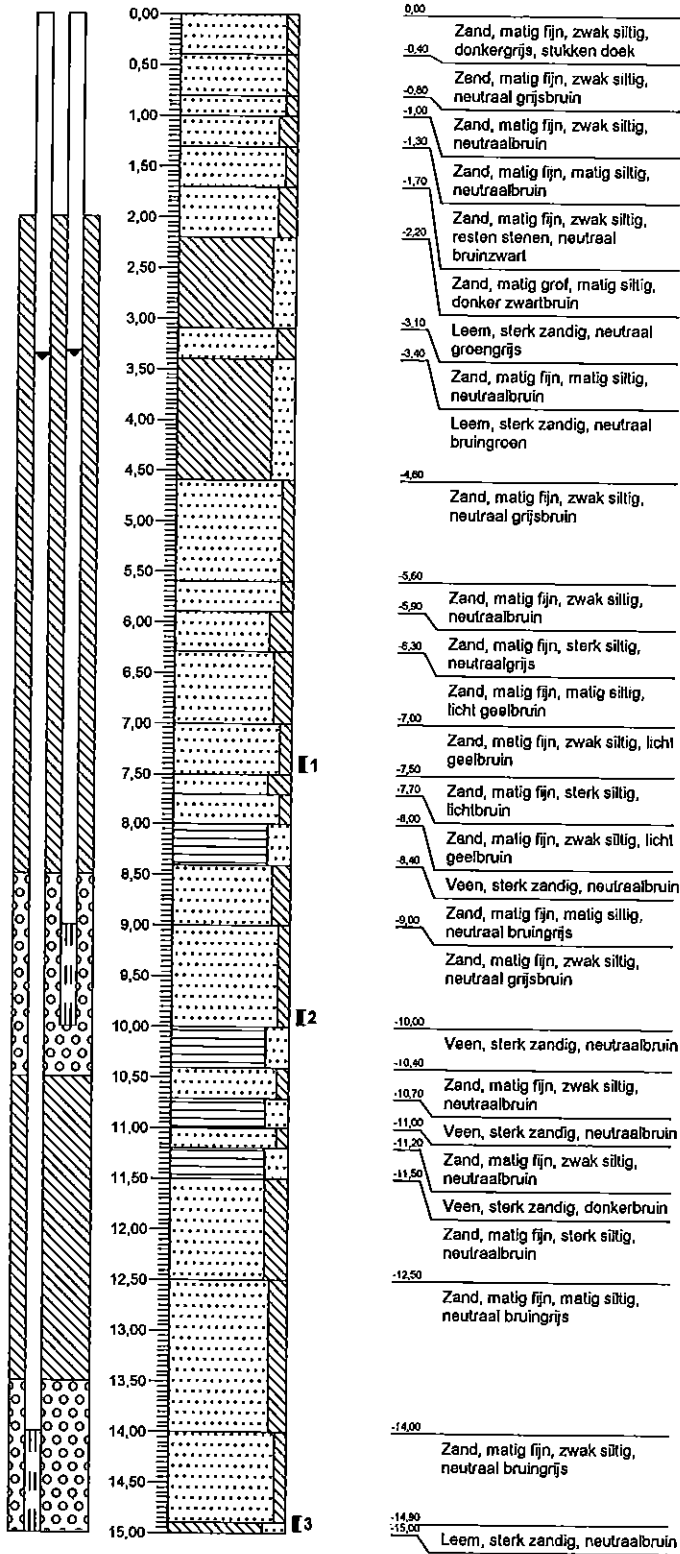 0,00
0,50
1,00
1,50
2,00
2,50
3,00
3,50
4,00
4,50
5,00
5,50
6,00
6,50
7,00
7,50
8,00
8,50
9,00
9,50
10,00
10,50
11,00
11,50
12,00
12,50
13,00
13,50
14,00
14,50
15,00
1
2
3
0,00
Zand, matig fijn, zwak siltig,
donkergrijs, stukken doek
-0,40
Zand, matig fijn, zwak siltig,
neutraal grijsbruin
-0,80
Zand, matig fijn, zwak siltig,
neutraalbruin
-1,00
Zand, matig fijn, matig siltig,
neutraalbruin
-1,30
Zand, matig fijn, zwak siltig,
resten stenen, neutraal
bruinzwart
-1,70
Zand, matig grof, matig siltig,
donker zwartbruin
-2,20
Leem, sterk zandig, neutraal
groengrijs
-3,10
Zand, matig fijn, matig siltig,
neutraalbruin
-3,40
Leem, sterk zandig, neutraal
bruingroen
-4,60
Zand, matig fijn, zwak siltig,
neutraal grijsbruin
-5,60
Zand, matig fijn, zwak siltig,
neutraalbruin
-5,90
Zand, matig fijn, sterk siltig,
neutraalgrijs
-6,30
Zand, matig fijn, matig siltig,
licht geelbruin
-7,00
Zand, matig fijn, zwak siltig, licht
geelbruin
-7,50
Zand, matig fijn, sterk siltig,
lichtbruin
-7,70
Zand, matig fijn, zwak siltig, licht
geelbruin
-8,00
Veen, sterk zandig, neutraalbruin
-8,40
Zand, matig fijn, matig siltig,
neutraal bruingrijs
-9,00
Zand, matig fijn, zwak siltig,
neutraal grijsbruin
-10,00
Veen, sterk zandig, neutraalbruin
-10,40
Zand, matig fijn, zwak siltig,
neutraalbruin
-10,70
Veen, sterk zandig, neutraalbruin
-11,00
Zand, matig fijn, zwak siltig,
neutraalbruin
-11,20
Veen, sterk zandig, donkerbruin
-11,50
Zand, matig fijn, sterk siltig,
neutraalbruin
-12,50
Zand, matig fijn, matig siltig,
neutraal bruingrijs
-14,00
Zand, matig fijn, zwak siltig,
neutraal bruingrijs
-14,90
Leem, sterk zandig, neutraalbruin
-15,00